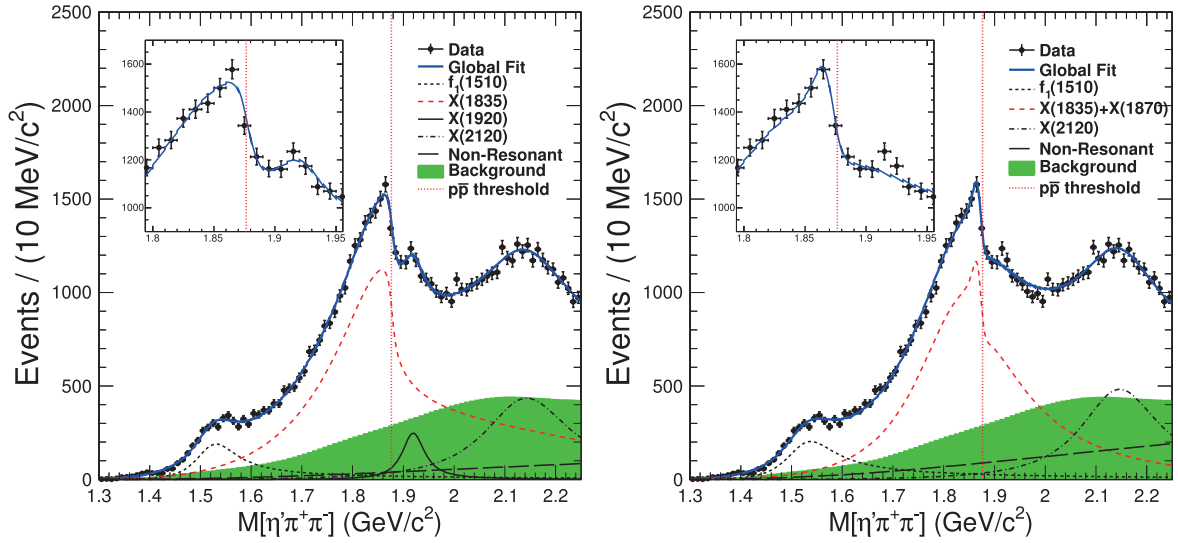 2500
2000
1500
1000
500
0
Events / (10 MeV/c²)
1600
1400
1200
1000
1.8 1.85 1.9 1.95
Data
Global Fit
f₁(1510)
X(1835)
X(1920)
X(2120)
Non-Resonant
Background
pp̅ threshold
1.3 1.4 1.5 1.6 1.7 1.8 1.9 2 2.1 2.2
M[η'π⁺π⁻] (GeV/c²)
2500
2000
1500
1000
500
0
Events / (10 MeV/c²)
1600
1400
1200
1000
1.8 1.85 1.9 1.95
Data
Global Fit
f₁(1510)
X(1835)+X(1870)
X(2120)
Non-Resonant
Background
pp̅ threshold
1.3 1.4 1.5 1.6 1.7 1.8 1.9 2 2.1 2.2
M[η'π⁺π⁻] (GeV/c²)